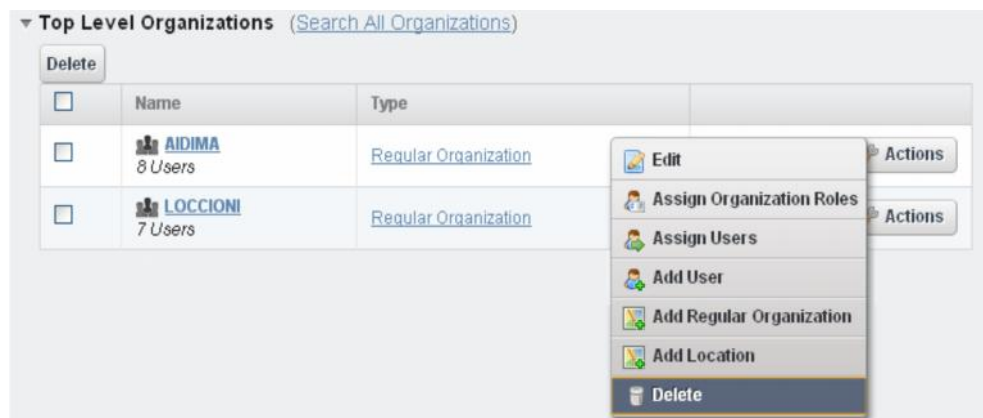 Top Level Organizations (Search All Organizations)
Delete
Name Type
AIDIMA Regular Organization Actions
8 Users
LOCCIONI Regular Organization Actions
7 Users
Edit
Assign Organization Roles
Assign Users
Add User
Add Regular Organization
Add Location
Delete